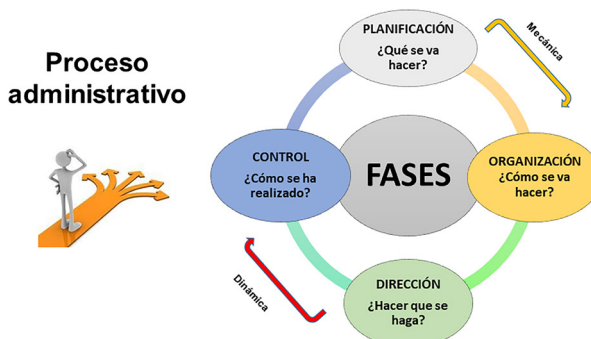 Proceso
administrativo
PLANIFICACIÓN
¿Qué se va
hacer?
Mecánica
CONTROL
¿Cómo se ha
realizado?
FASES
ORGANIZACIÓN
¿Cómo se va
hacer?
Dinámica
DIRECCIÓN
¿Hacer que se
haga?